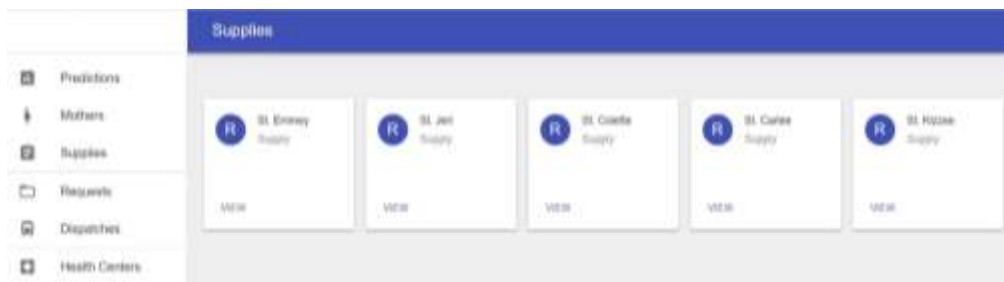 Supplies
Predictions
Mothers
Supplies
Requests
Dispatches
Health Centers
R St. Emmey
Supply
VIEW
R St. Jeri
Supply
VIEW
R St. Colette
Supply
VIEW
R St. Carlee
Supply
VIEW
R St.
Supply
VIEW